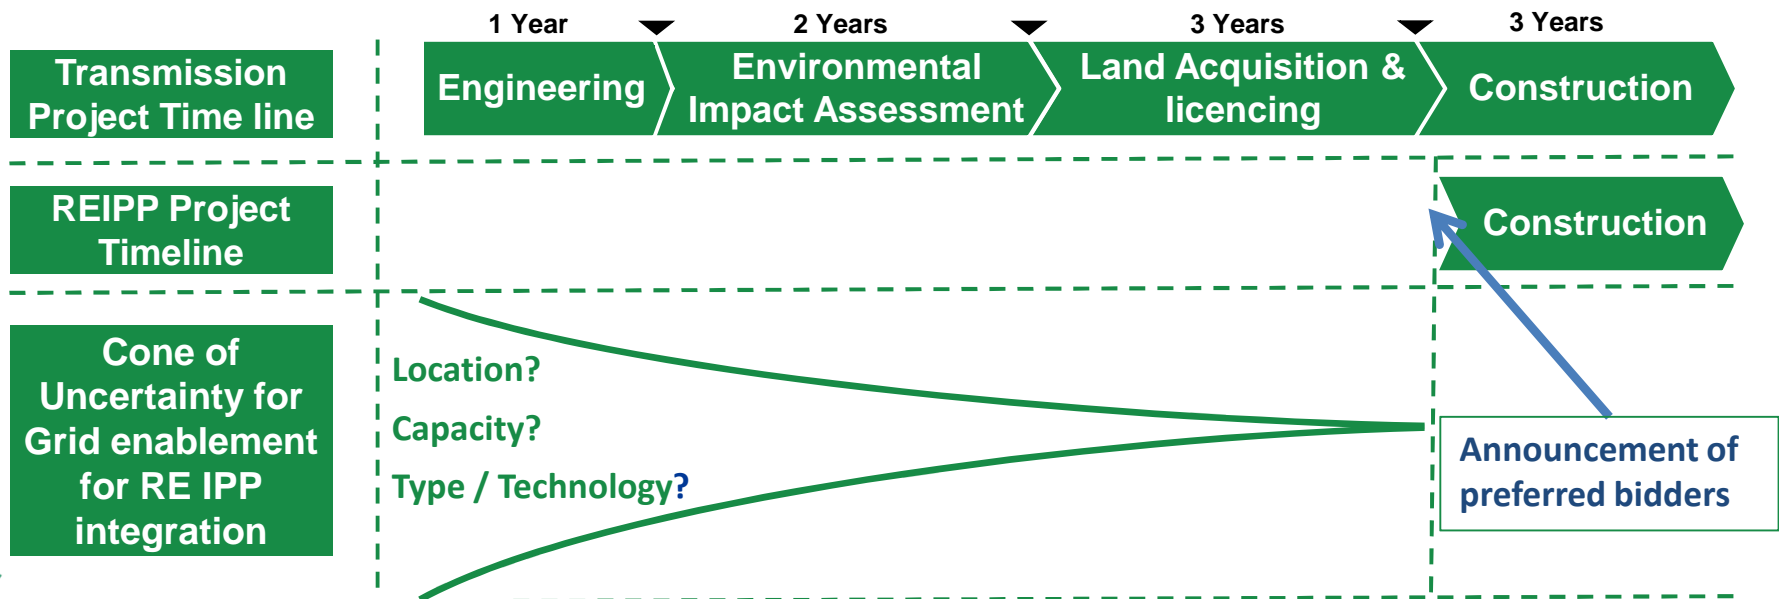 1 Year
2 Years
3 Years
3 Years
Transmission
Project Time line
Engineering
Environmental
Impact Assessment
Land Acquisition &
licencing
Construction
REIPP Project
Timeline
Construction
Cone of
Uncertainty for
Grid enablement
for RE IPP
integration
Location?
Capacity?
Type / Technology?
Announcement of
preferred bidders